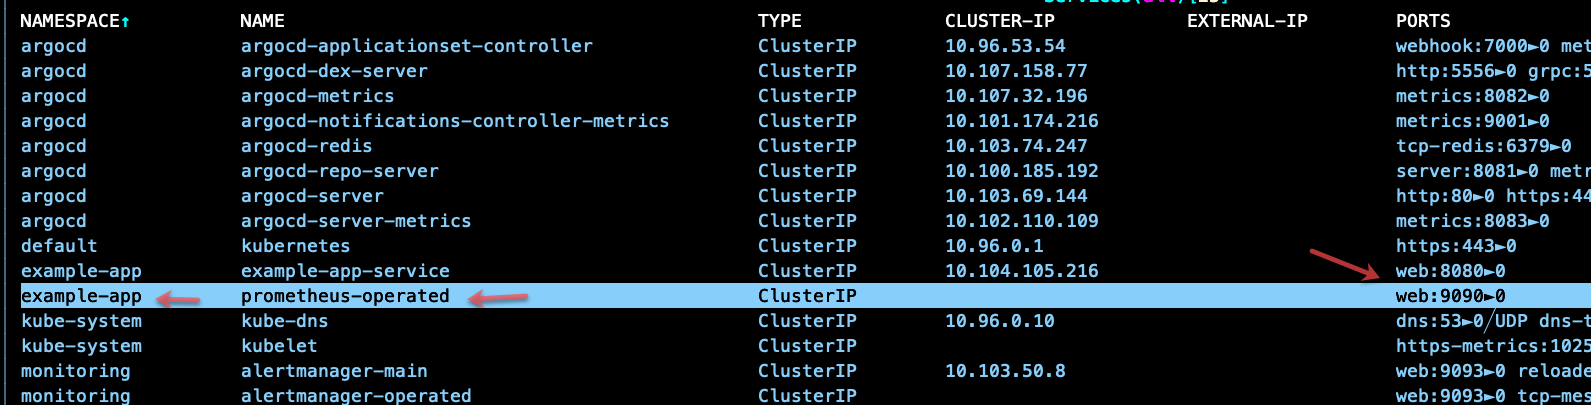 NAMESPACE↑ NAME TYPE CLUSTER-IP EXTERNAL-IP PORTS
argocd argocd-applicationset-controller ClusterIP 10.96.53.54 webhook:7000►0 met
argocd argocd-dex-server ClusterIP 10.107.158.77 http:5556►0 grpc:5
argocd argocd-metrics ClusterIP 10.107.32.196 metrics:8082►0
argocd argocd-notifications-controller-metrics ClusterIP 10.101.174.216 metrics:9001►0
argocd argocd-redis ClusterIP 10.103.74.247 tcp-redis:6379►0
argocd argocd-repo-server ClusterIP 10.100.185.192 server:8081►0 metr
argocd argocd-server ClusterIP 10.103.69.144 http:80►0 https:44
argocd argocd-server-metrics ClusterIP 10.102.110.109 metrics:8083►0
default kubernetes ClusterIP 10.96.0.1 https:443►0
example-app example-app-service ClusterIP 10.104.105.216 web:8080►0
example-app prometheus-operated ClusterIP web:9090►0
kube-system kube-dns ClusterIP 10.96.0.10 dns:53►0╱UDP dns-t
kube-system kubelet ClusterIP https-metrics:1025
monitoring alertmanager-main ClusterIP 10.103.50.8 web:9093►0 reloade
monitoring alertmanager-operated ClusterIP web:9093►0 tcp-mes